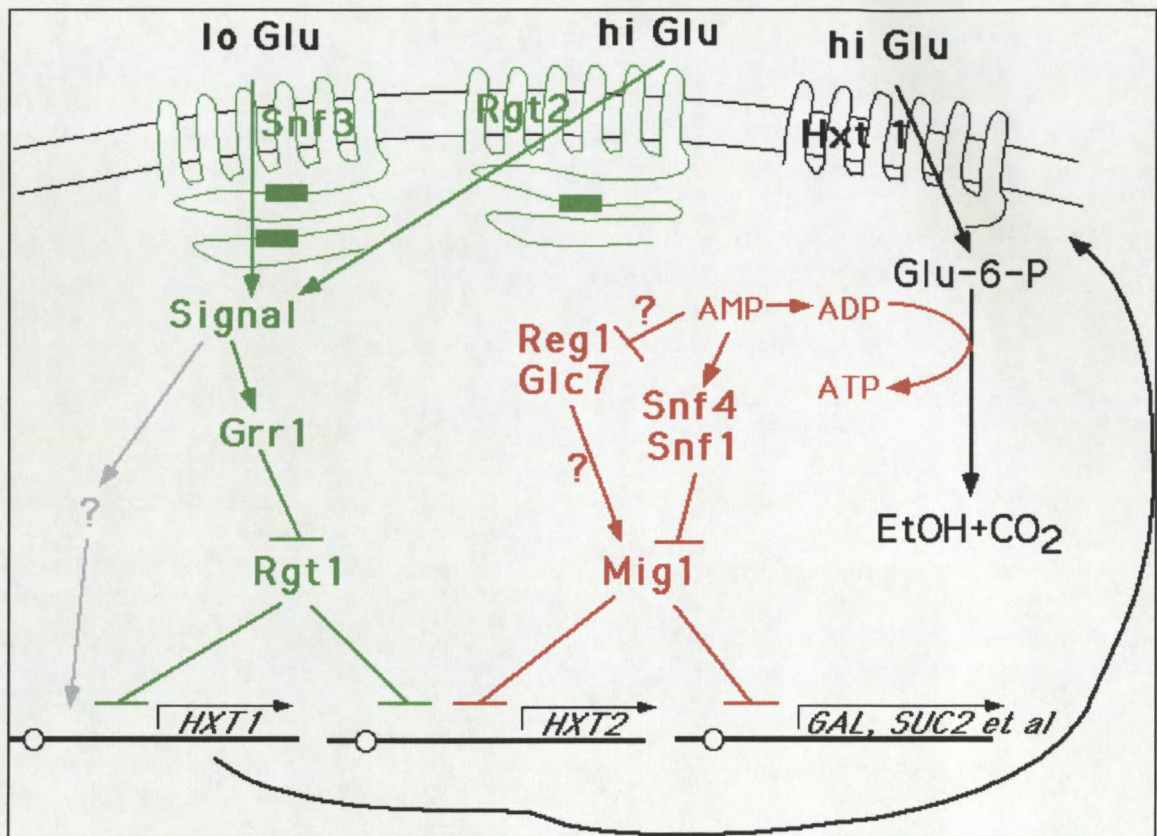 lo Glu
hi Glu
hi Glu
Snf3
Rgt2
Hxt 1
Signal
Grr1
Rgt1
?
?
Reg1
Glc7
AMP
ADP
ATP
Snf4
Snf1
?
Mig1
Glu-6-P
EtOH+CO2
HXT1
HXT2
GAL, SUC2 et al